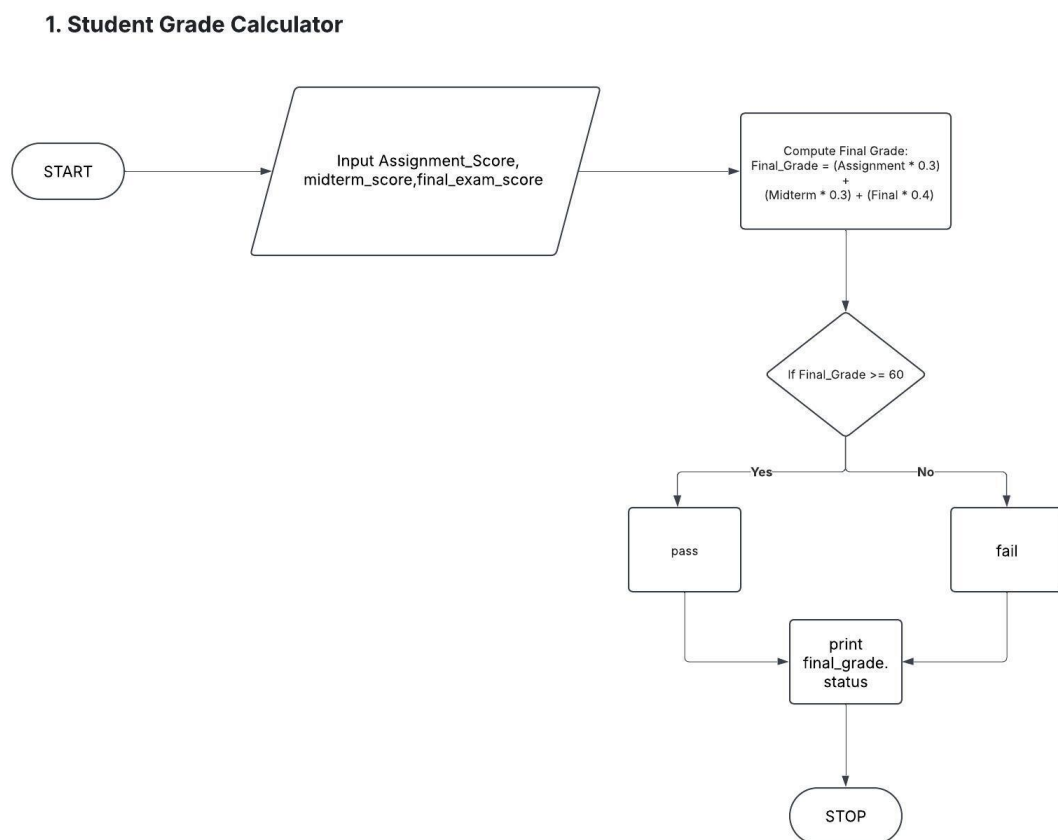 1. Student Grade Calculator
START
Input Assignment_Score,
midterm_score,final_exam_score
Compute Final Grade:
Final_Grade = (Assignment * 0.3)
+
(Midterm * 0.3) + (Final * 0.4)
If Final_Grade >= 60
Yes
No
pass
fail
print
final_grade.
status
STOP